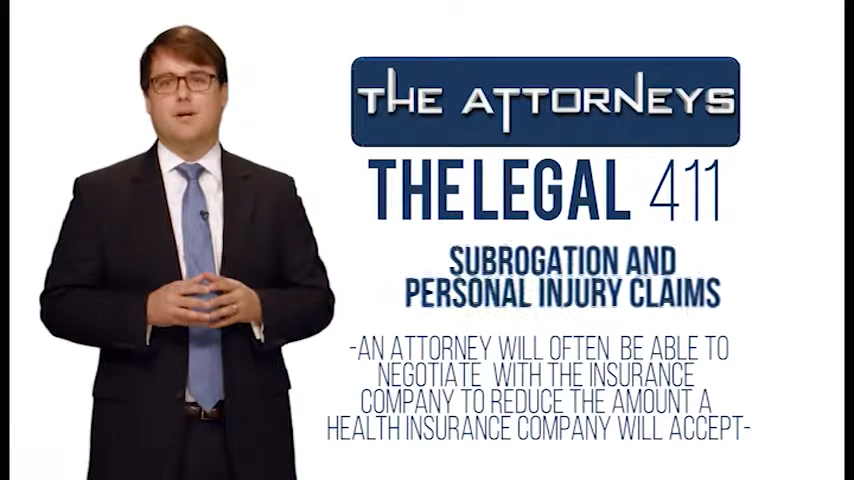 THE ATTORNEYS
THE LEGAL 411
SUBROGATION AND
PERSONAL INJURY CLAIMS
-AN ATTORNEY WILL OFTEN BE ABLE TO
NEGOTIATE WITH THE INSURANCE
COMPANY TO REDUCE THE AMOUNT A
HEALTH INSURANCE COMPANY WILL ACCEPT-